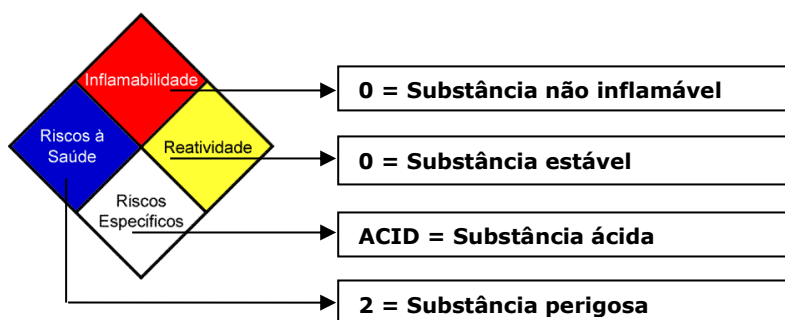 Inflamabilidade
0 = Substância não inflamável
Riscos à
Saúde
Reatividade
0 = Substância estável
Riscos
Específicos
ACID = Substância ácida
2 = Substância perigosa